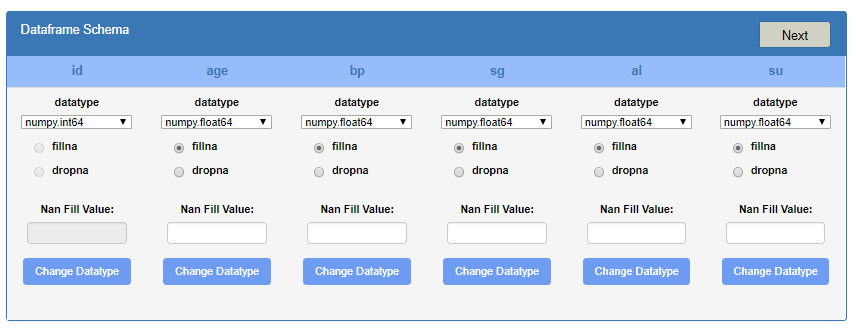 Dataframe Schema
Next
id age bp sg al su
datatype datatype datatype datatype datatype datatype
numpy.int64 numpy.float64 numpy.float64 numpy.float64 numpy.float64 numpy.float64
fillna fillna fillna fillna fillna fillna
dropna dropna dropna dropna dropna dropna
Nan Fill Value: Nan Fill Value: Nan Fill Value: Nan Fill Value: Nan Fill Value: Nan Fill Value:
Change Datatype Change Datatype Change Datatype Change Datatype Change Datatype Change Datatype